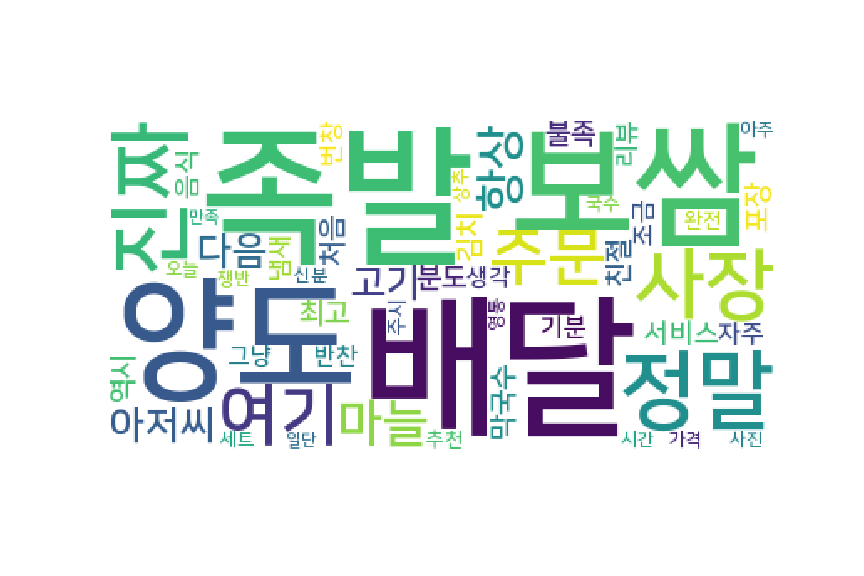 진짜
음식
족발
변창
상추
항상
불족
보쌈
리뷰
아주
만족
다음
냄새
처음
김치
주문
국수
친절
조금
완전
포장
오늘
쟁반
신분
고기
분도
생각
사장
양도
최고
주시
배달
영통
기분
서비스
자주
역시
그냥
반찬
정말
아저씨
여기
마늘
막국수
세트
일단
추천
시간
가격
사진